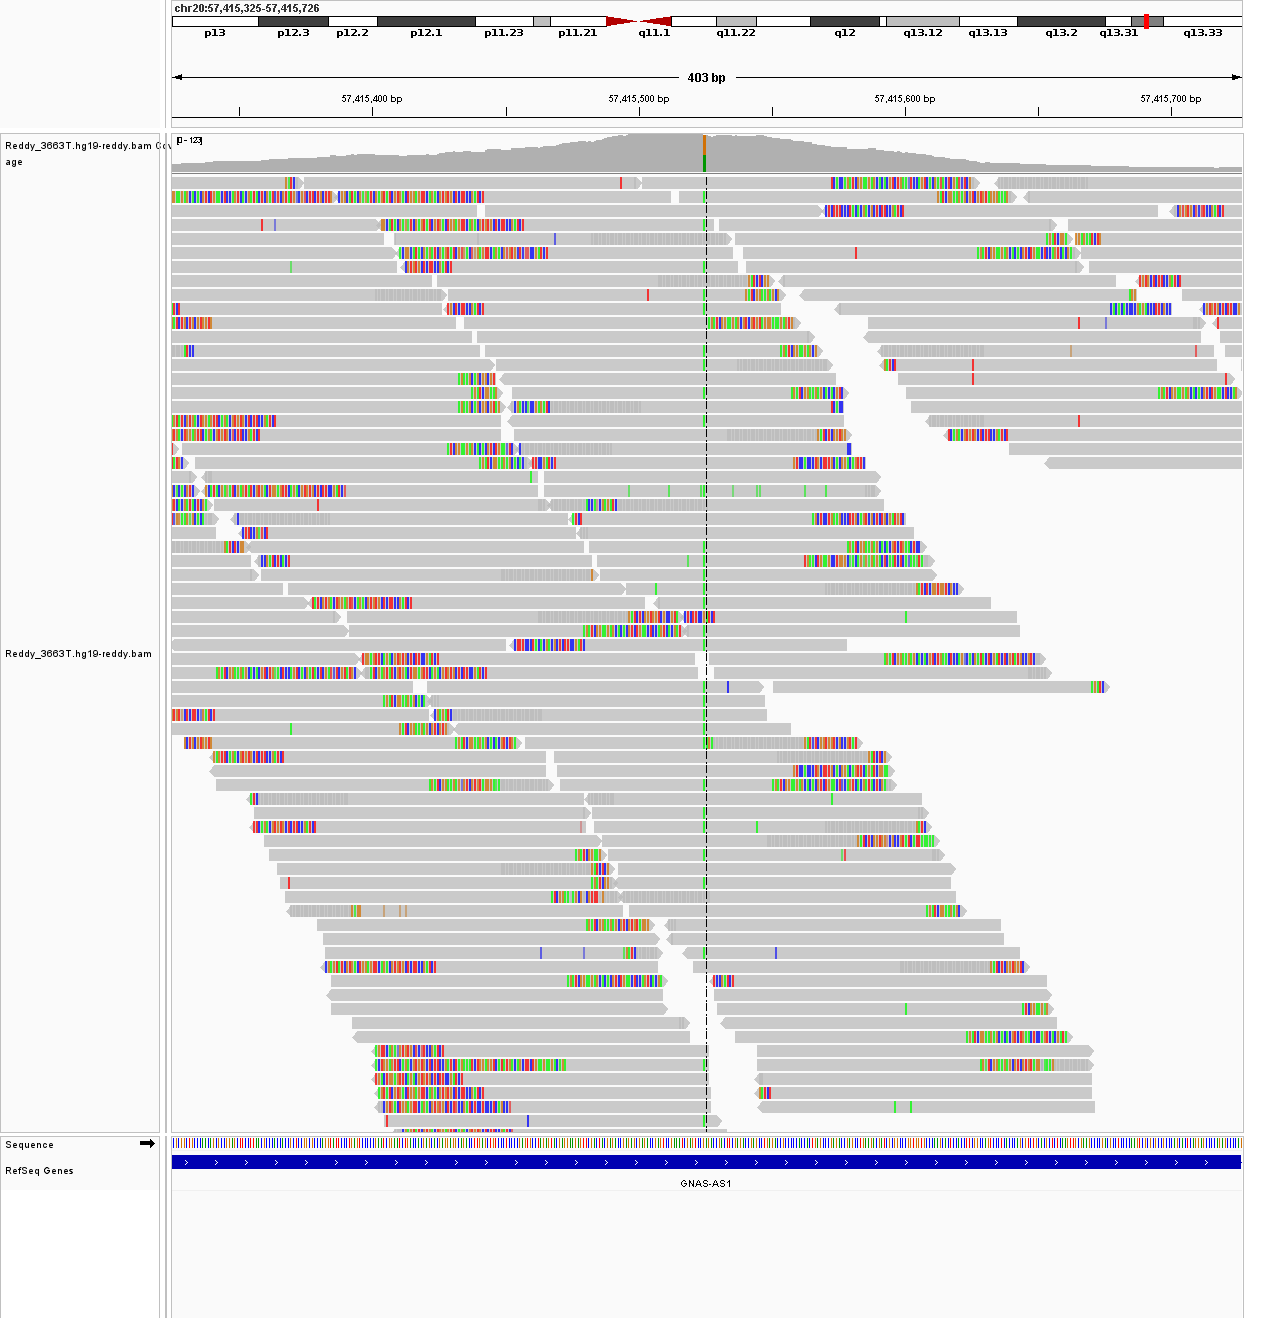 chr20:57,415,325-57,415,726
p13 p12.3 p12.2 p12.1 p11.23 p11.21 q11.1 q11.22 q12 q13.12 q13.13 q13.2 q13.31 q13.33
403 bp
57,415,400 bp 57,415,500 bp 57,415,600 bp 57,415,700 bp
Reddy_3663T.hg19-reddy.bam Cov
age
[0 - 123]
Reddy_3663T.hg19-reddy.bam
Sequence
RefSeq Genes
GNAS-AS1